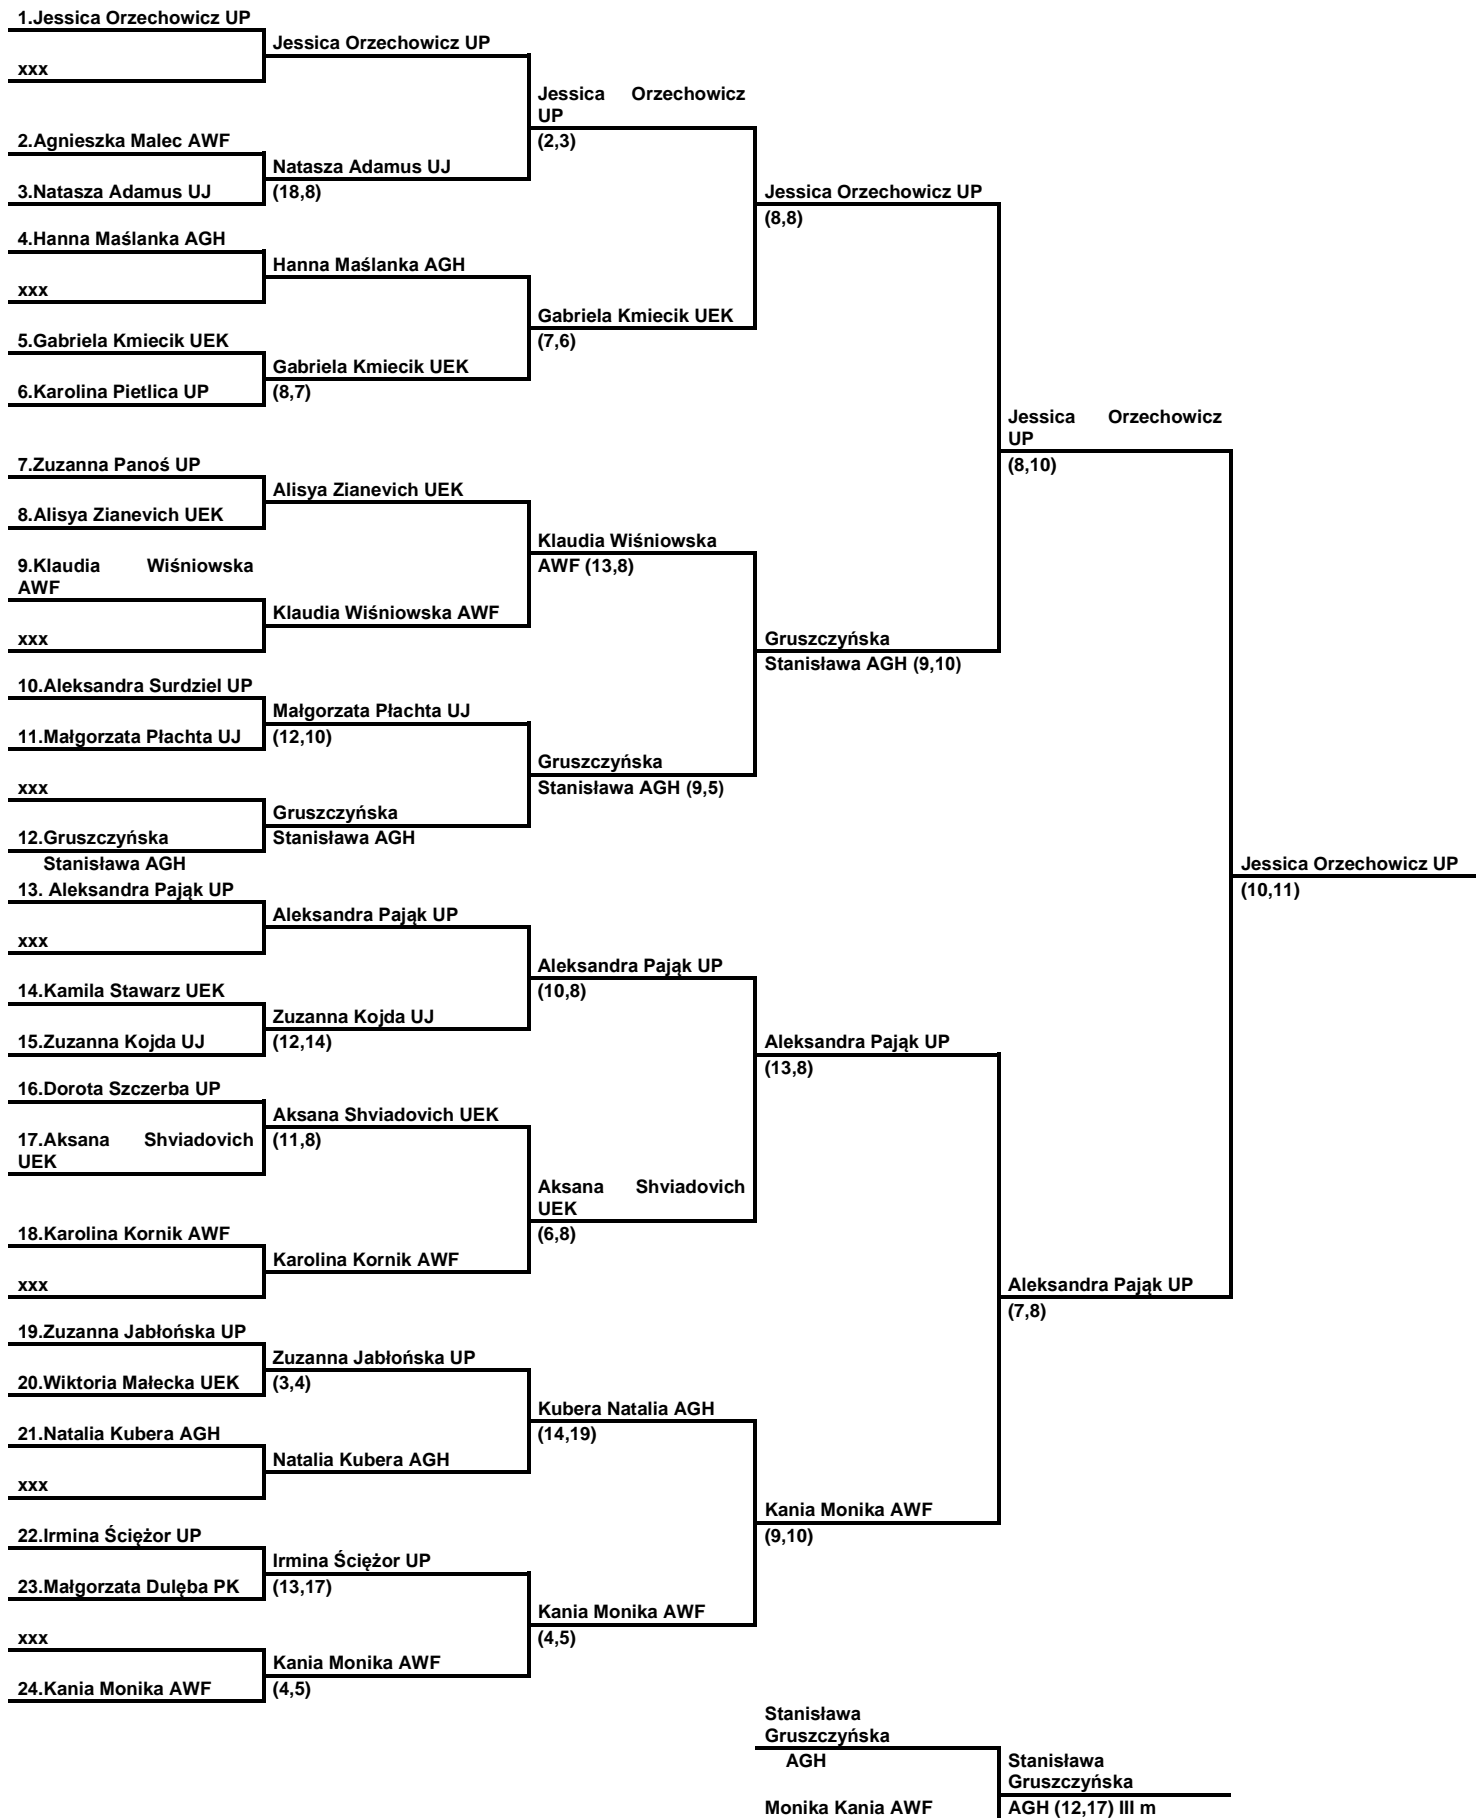 1.Jessica Orzechowicz UP
xxx
2.Agnieszka Malec AWF
3.Natasza Adamus UJ
4.Hanna Maślanka AGH
xxx
5.Gabriela Kmiecik UEK
6.Karolina Pietlica UP
7.Zuzanna Panoś UP
8.Alisya Zianevich UEK
9.Klaudia Wiśniowska
AWF
xxx
10.Aleksandra Surdziel UP
11.Małgorzata Płachta UJ
xxx
12.Gruszczyńska
Stanisława AGH
13. Aleksandra Pająk UP
xxx
14.Kamila Stawarz UEK
15.Zuzanna Kojda UJ
16.Dorota Szczerba UP
17.Aksana Shviadovich
UEK
18.Karolina Kornik AWF
xxx
19.Zuzanna Jabłońska UP
20.Wiktoria Małecka UEK
21.Natalia Kubera AGH
xxx
22.Irmina Ściężor UP
23.Małgorzata Dulęba PK
xxx
24.Kania Monika AWF
Jessica Orzechowicz UP
Natasza Adamus UJ
(18,8)
Hanna Maślanka AGH
Gabriela Kmiecik UEK
(8,7)
Alisya Zianevich UEK
Klaudia Wiśniowska AWF
Małgorzata Płachta UJ
(12,10)
Gruszczyńska
Stanisława AGH
Aleksandra Pająk UP
Zuzanna Kojda UJ
(12,14)
Aksana Shviadovich UEK
(11,8)
Karolina Kornik AWF
Zuzanna Jabłońska UP
(3,4)
Natalia Kubera AGH
Irmina Ściężor UP
(13,17)
Kania Monika AWF
(4,5)
Jessica Orzechowicz
UP
(2,3)
Gabriela Kmiecik UEK
(7,6)
Klaudia Wiśniowska
AWF (13,8)
Gruszczyńska
Stanisława AGH (9,5)
Aleksandra Pająk UP
(10,8)
Aksana Shviadovich
UEK
(6,8)
Kubera Natalia AGH
(14,19)
Kania Monika AWF
(4,5)
Jessica Orzechowicz UP
(8,8)
Gruszczyńska
Stanisława AGH (9,10)
Aleksandra Pająk UP
(13,8)
Kania Monika AWF
(9,10)
Jessica Orzechowicz
UP
(8,10)
Aleksandra Pająk UP
(7,8)
Jessica Orzechowicz UP
(10,11)
Stanisława
Gruszczyńska
AGH
Monika Kania AWF
Stanisława
Gruszczyńska
AGH (12,17) III m